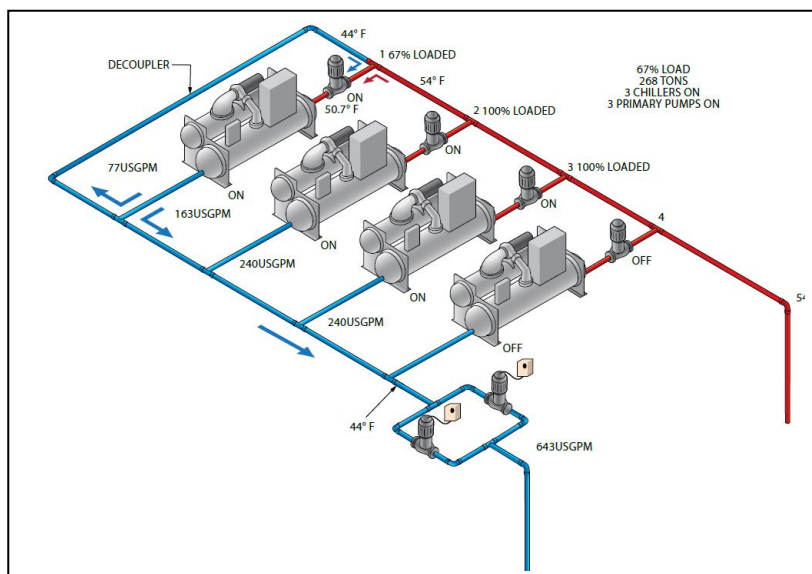 44° F
1 67% LOADED
DECOUPLER
54° F
67% LOAD
268 TONS
3 CHILLERS ON
3 PRIMARY PUMPS ON
ON
50.7° F
2 100% LOADED
ON
77USGPM
ON
163USGPM
3 100% LOADED
ON
ON
240USGPM
4
OFF
ON
240USGPM
54
OFF
44° F
643USGPM